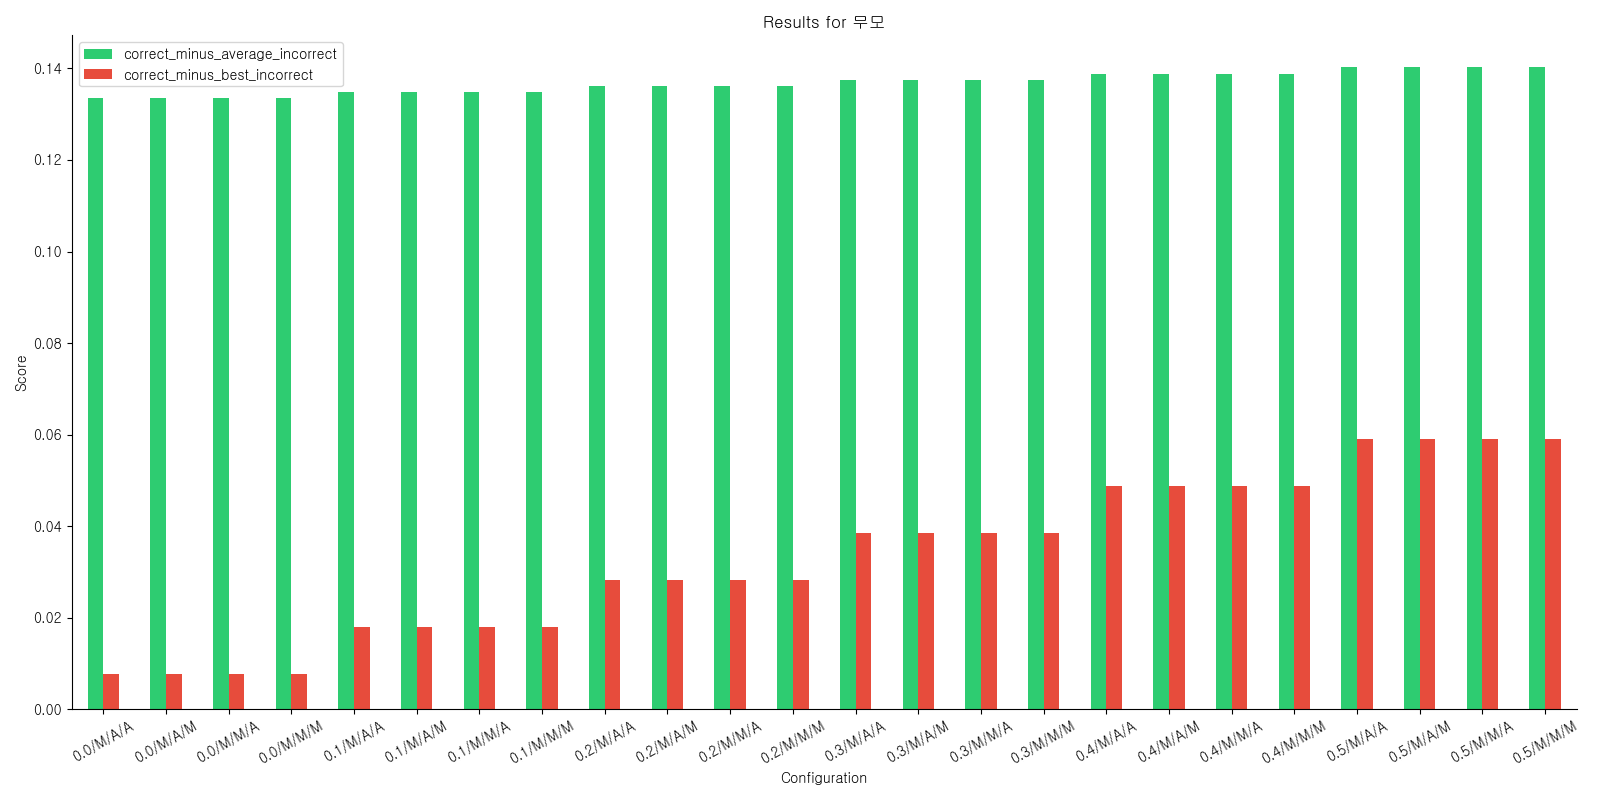 Results for 무모
correct_minus_average_incorrect
correct_minus_best_incorrect
Score
0.14
0.12
0.10
0.08
0.06
0.04
0.02
0.00
0.0/M/A/A
0.0/M/A/M
0.0/M/M/A
0.0/M/M/M
0.1/M/A/A
0.1/M/A/M
0.1/M/M/A
0.1/M/M/M
0.2/M/A/A
0.2/M/A/M
0.2/M/M/A
0.2/M/M/M
0.3/M/A/A
0.3/M/A/M
0.3/M/M/A
0.3/M/M/M
0.4/M/A/A
0.4/M/A/M
0.4/M/M/A
0.4/M/M/M
0.5/M/A/A
0.5/M/A/M
0.5/M/M/A
0.5/M/M/M
Configuration